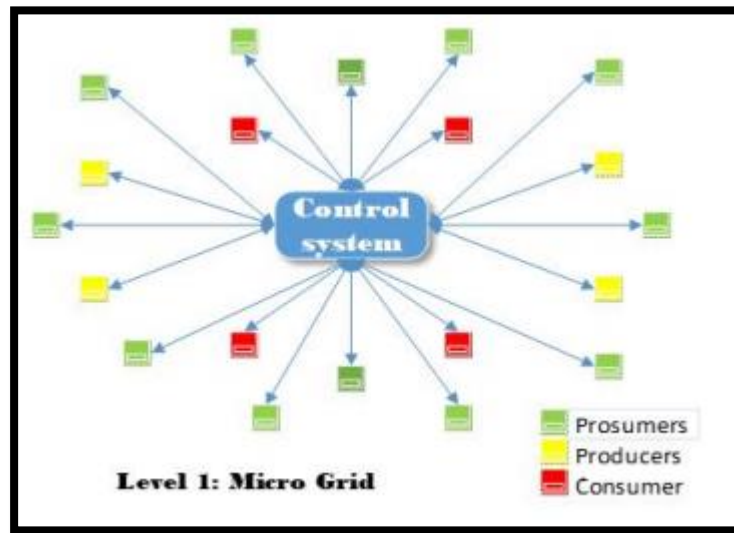 Control
system
Prosumers
Producers
Consumer
Level 1: Micro Grid